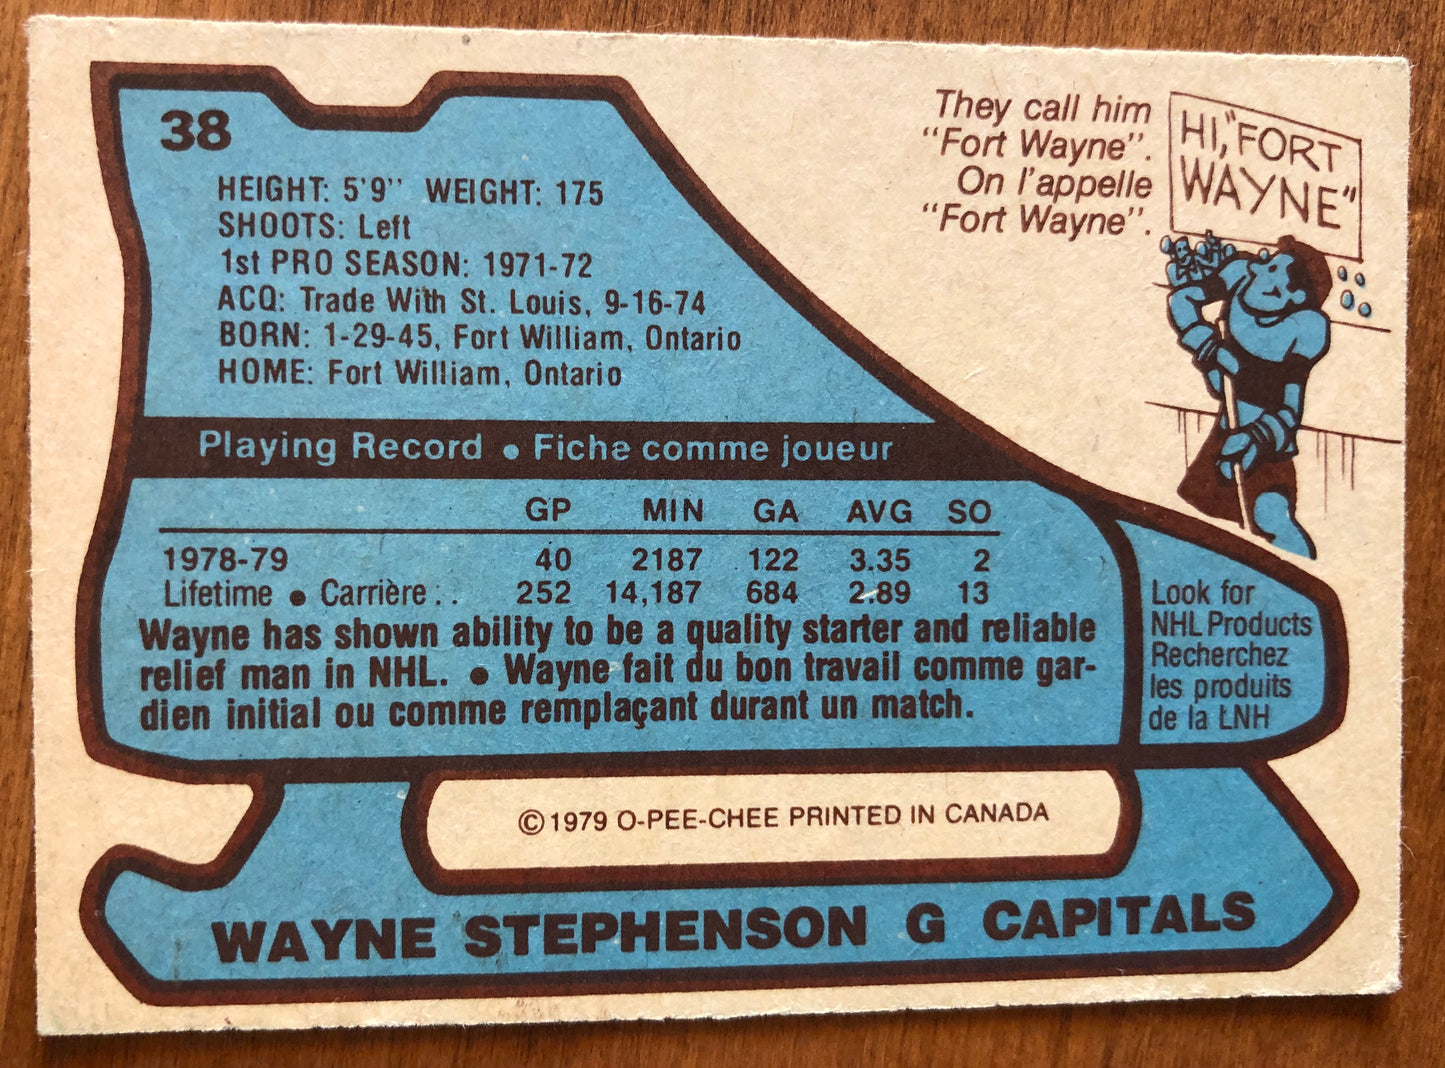 38
HEIGHT: 5'9" WEIGHT: 175
SHOOTS: Left
1st PRO SEASON: 1971-72
ACQ: Trade With St. Louis, 9-16-74
BORN: 1-29-45, Fort William, Ontario
HOME: Fort William, Ontario
They call him
"Fort Wayne".
On l'appelle
"Fort Wayne".
HI, "FORT
WAYNE"
Playing Record • Fiche comme joueur
GP MIN GA AVG SO
1978-79 40 2187 122 3.35 2
Lifetime • Carrière . . 252 14,187 684 2.89 13
Wayne has shown ability to be a quality starter and reliable
relief man in NHL. • Wayne fait du bon travail comme gar-
dien initial ou comme remplaçant durant un match.
Look for
NHL Products
Recherchez
les produits
de la LNH
© 1979 O-PEE-CHEE PRINTED IN CANADA
WAYNE STEPHENSON G CAPITALS